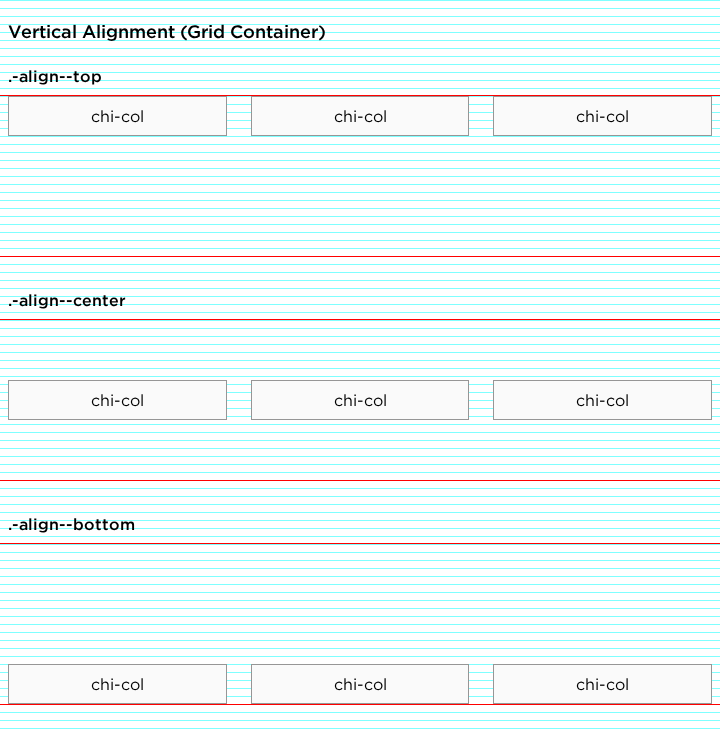 Vertical Alignment (Grid Container)
.-align--top
chi-col chi-col chi-col
.-align--center
chi-col chi-col chi-col
.-align--bottom
chi-col chi-col chi-col